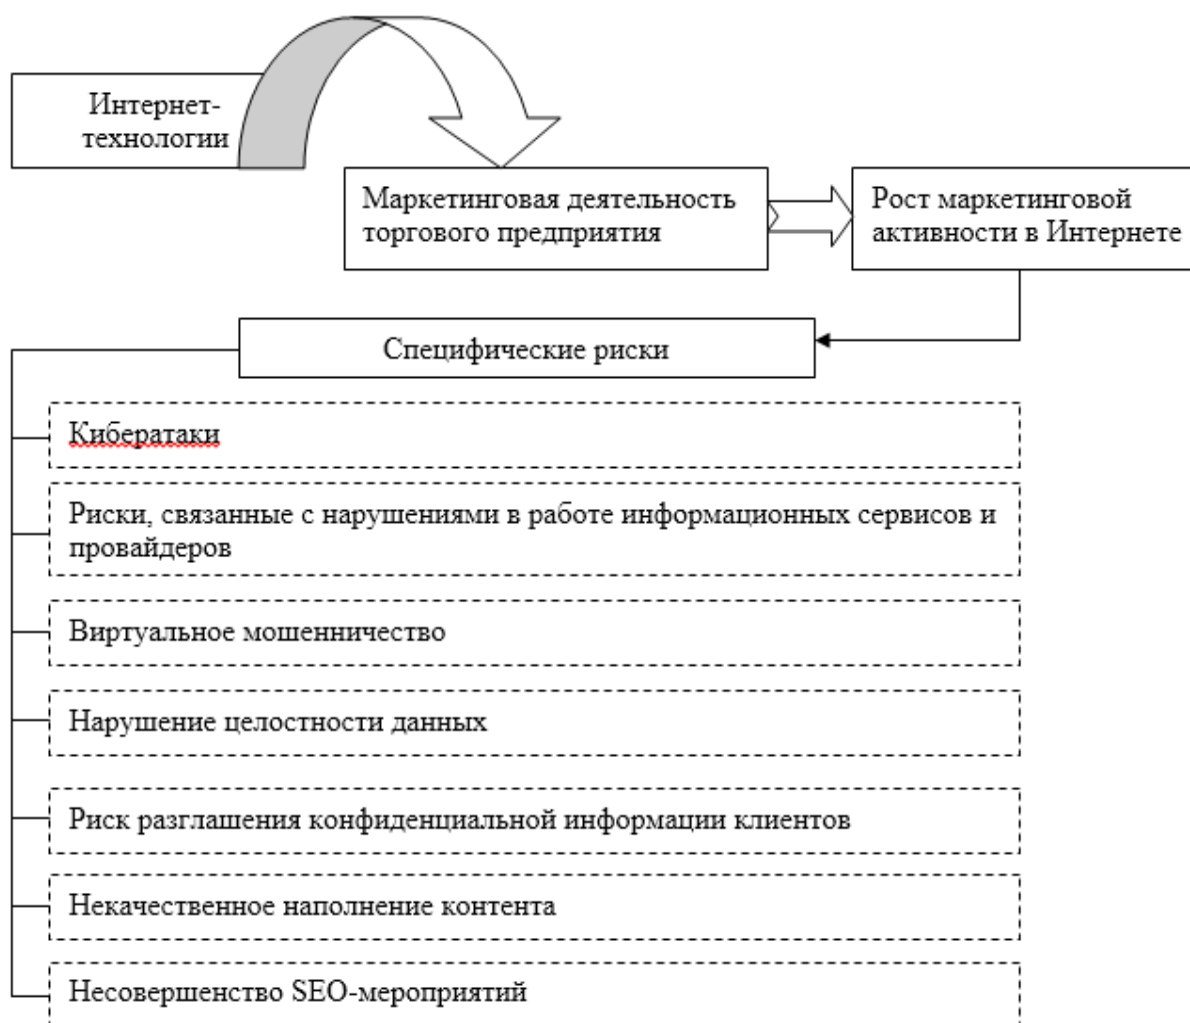 Интернет-
технологии
Маркетинговая деятельность
торгового предприятия
Рост маркетинговой
активности в Интернете
Специфические риски
Кибератаки
Риски, связанные с нарушениями в работе информационных сервисов и
провайдеров
Виртуальное мошенничество
Нарушение целостности данных
Риск разглашения конфиденциальной информации клиентов
Некачественное наполнение контента
Несовершенство SEO-мероприятий